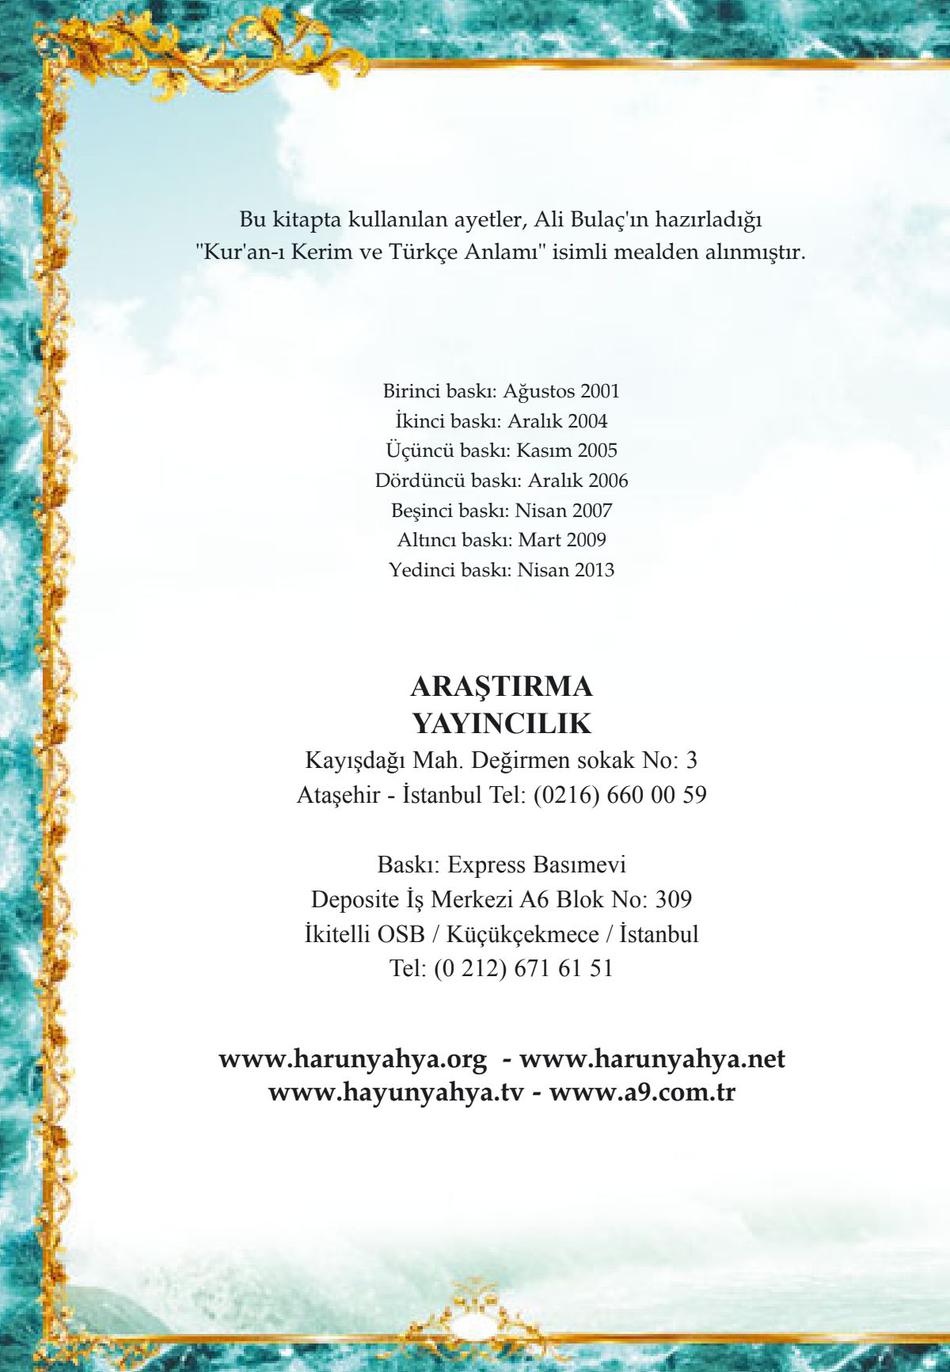 Bu kitapta kullanılan ayetler, Ali Bulaç'ın hazırladığı
"Kur'an-ı Kerim ve Türkçe Anlamı" isimli mealden alınmıştır.
Birinci baskı: Ağustos 2001
İkinci baskı: Aralık 2004
Üçüncü baskı: Kasım 2005
Dördüncü baskı: Aralık 2006
Beşinci baskı: Nisan 2007
Altıncı baskı: Mart 2009
Yedinci baskı: Nisan 2013
ARAŞTIRMA
YAYINCILIK
Kayışdağı Mah. Değirmen sokak No: 3
Ataşehir - İstanbul Tel: (0216) 660 00 59
Baskı: Express Basımevi
Deposite İş Merkezi A6 Blok No: 309
İkitelli OSB / Küçükçekmece / İstanbul
Tel: (0 212) 671 61 51
www.harunyahya.org - www.harunyahya.net
www.hayunyahya.tv - www.a9.com.tr